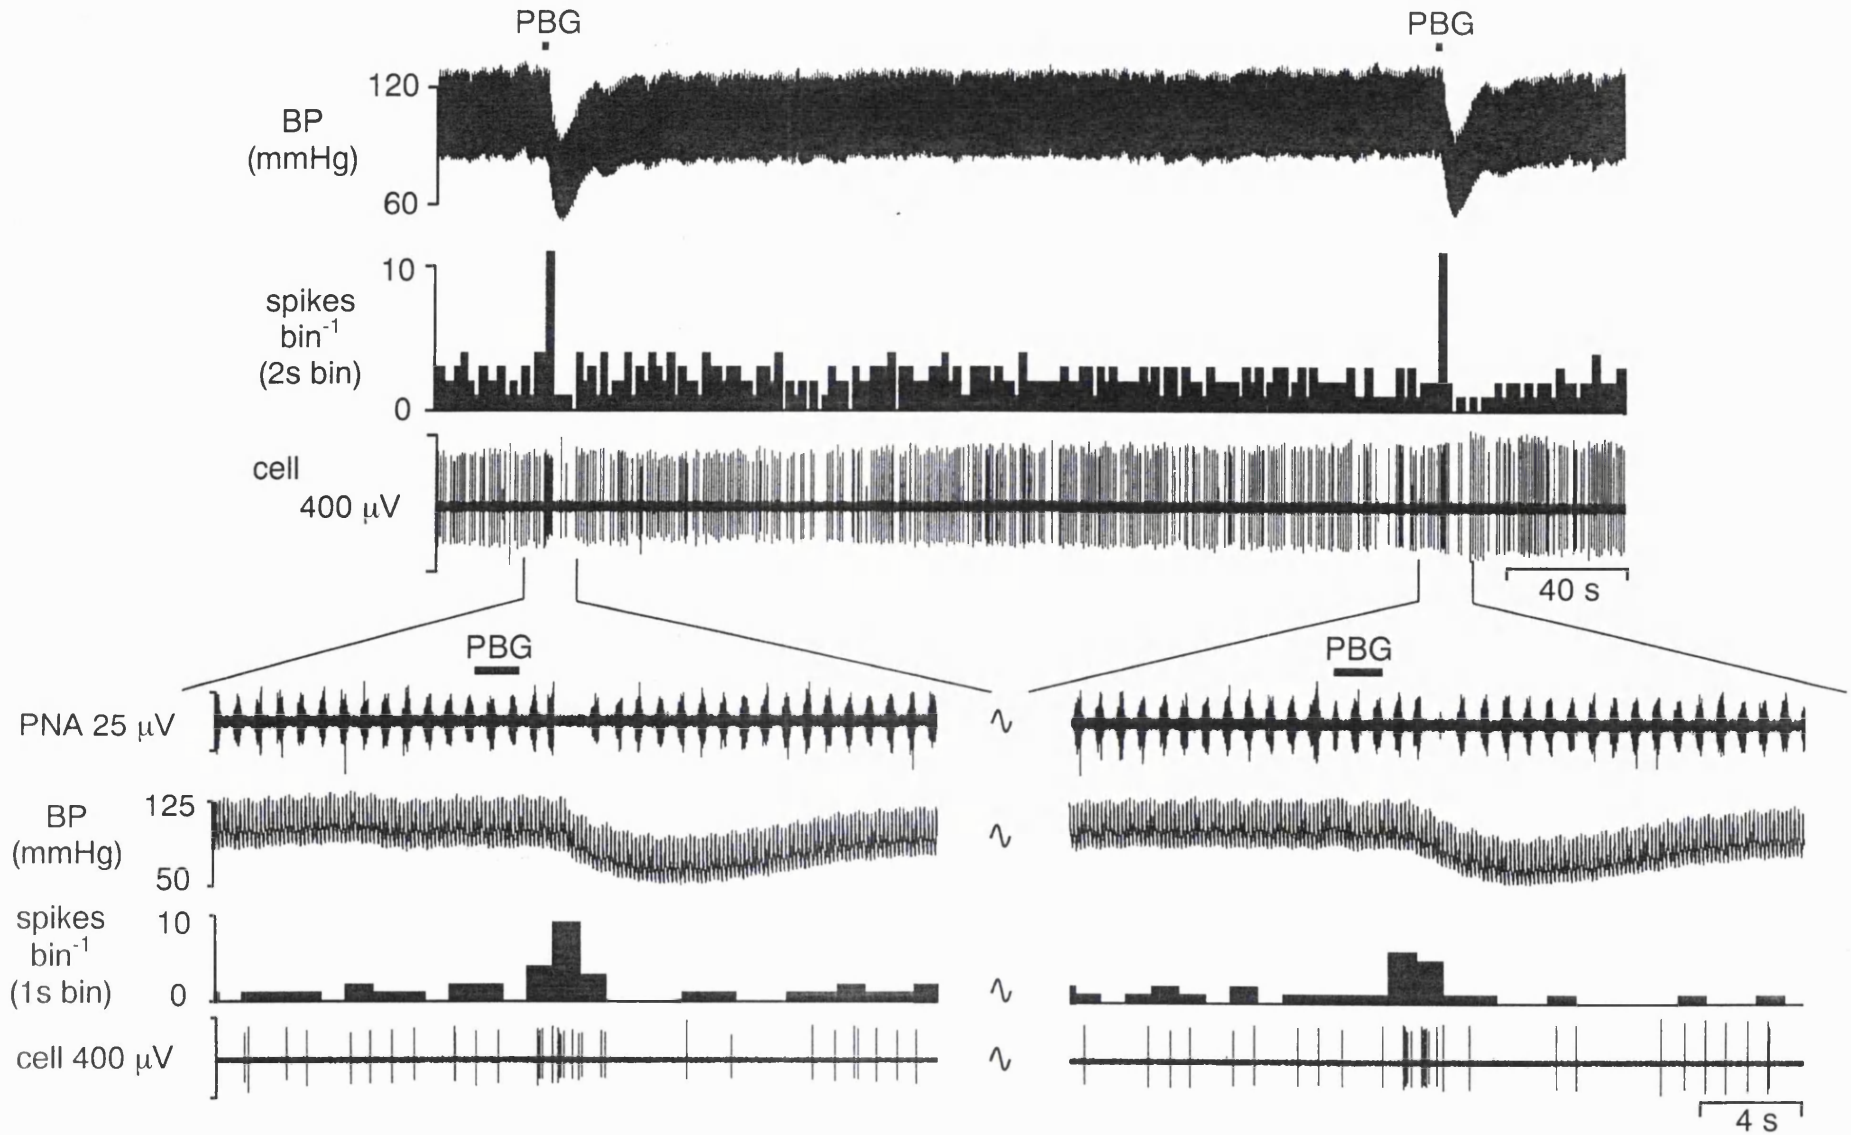 PBG PBG
120
BP
(mmHg)
60
10
spikes
bin-1
(2s bin)
0
cell
400 µV
40 s
PBG PBG
PNA 25 µV
125
BP
(mmHg)
50
spikes 10
bin-1
(1s bin) 0
cell 400 µV
4 s